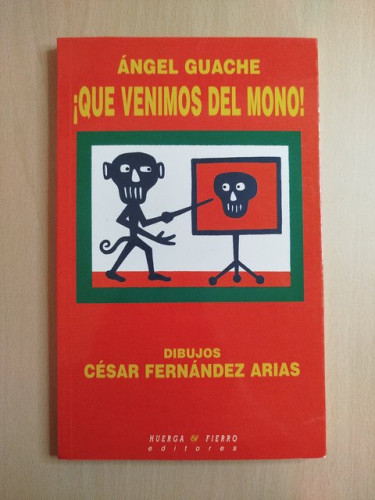 ÁNGEL GUACHE
¡QUE VENIMOS DEL MONO!
DIBUJOS
CÉSAR FERNÁNDEZ ARIAS
HUERGA & FIERRO
editores